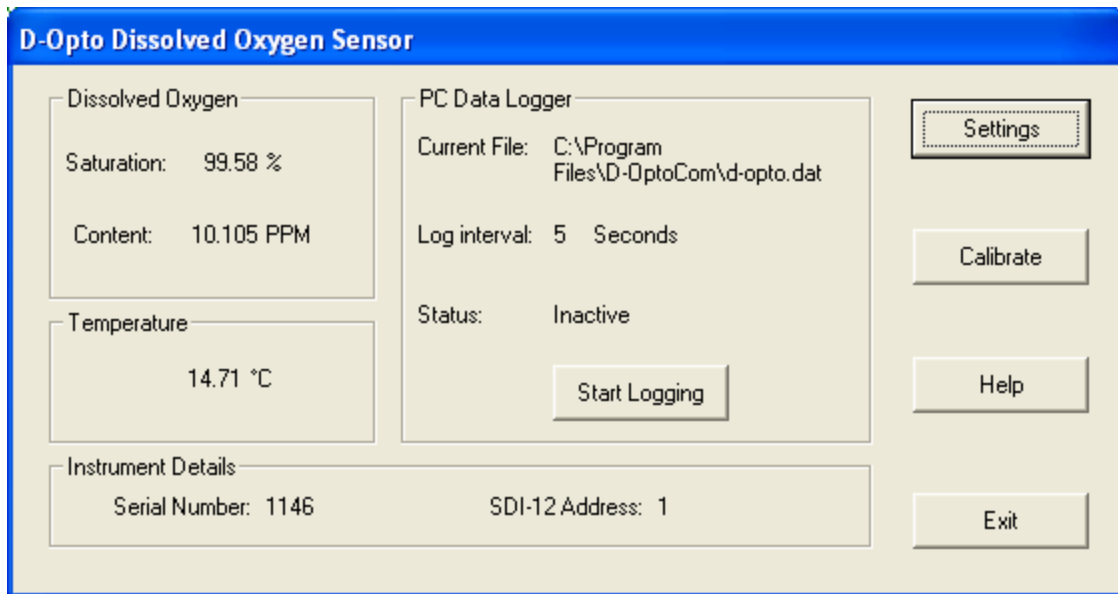 D-Opto Dissolved Oxygen Sensor
Dissolved Oxygen
Saturation: 99.58 %
Content: 10.105 PPM
Temperature
14.71 °C
PC Data Logger
Current File: C:\Program
Files\D-OptoCom\d-opto.dat
Log interval: 5 Seconds
Status: Inactive
Start Logging
Instrument Details
Serial Number: 1146 SDI-12 Address: 1
Settings
Calibrate
Help
Exit